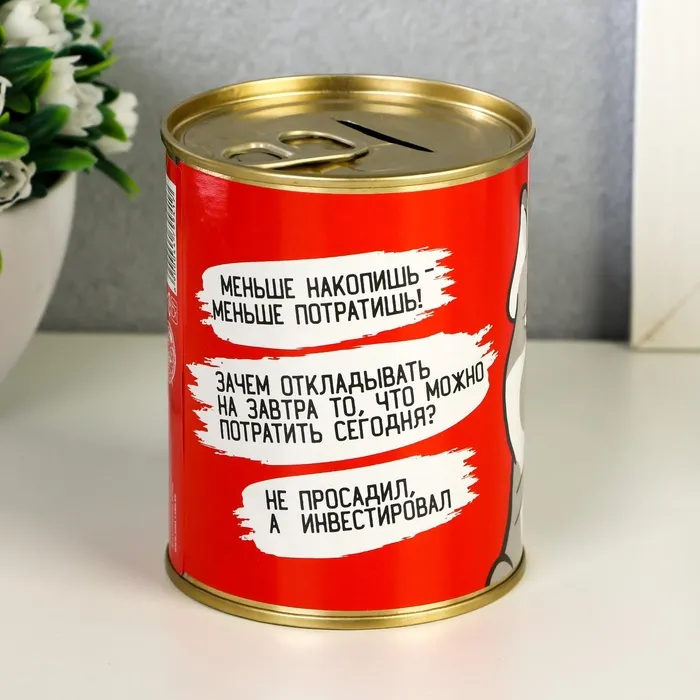 МЕНЬШЕ НАКОПИШЬ -
МЕНЬШЕ ПОТРАТИШЬ!
ЗАЧЕМ ОТКЛАДЫВАТЬ
НА ЗАВТРА ТО, ЧТО МОЖНО
ПОТРАТИТЬ СЕГОДНЯ?
НЕ ПРОСАДИЛ,
А ИНВЕСТИРОВАЛ